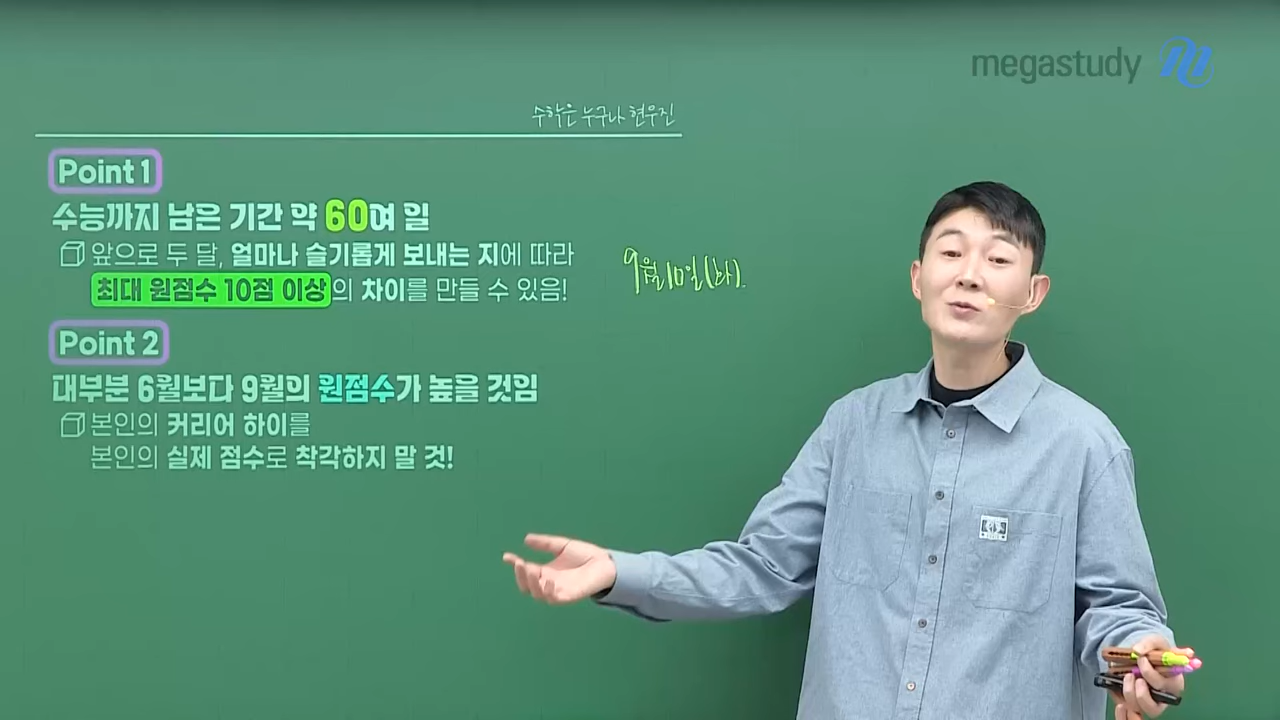 megastudy
수학은 누구나 현우진
Point 1
수능까지 남은 기간 약 60여 일
앞으로 두 달, 얼마나 슬기롭게 보내는 지에 따라
최대 원점수 10점 이상의 차이를 만들 수 있음!
9월 10일 (화).
Point 2
대부분 6월보다 9월의 원점수가 높을 것임
본인의 커리어 하이를
본인의 실제 점수로 착각하지 말 것!